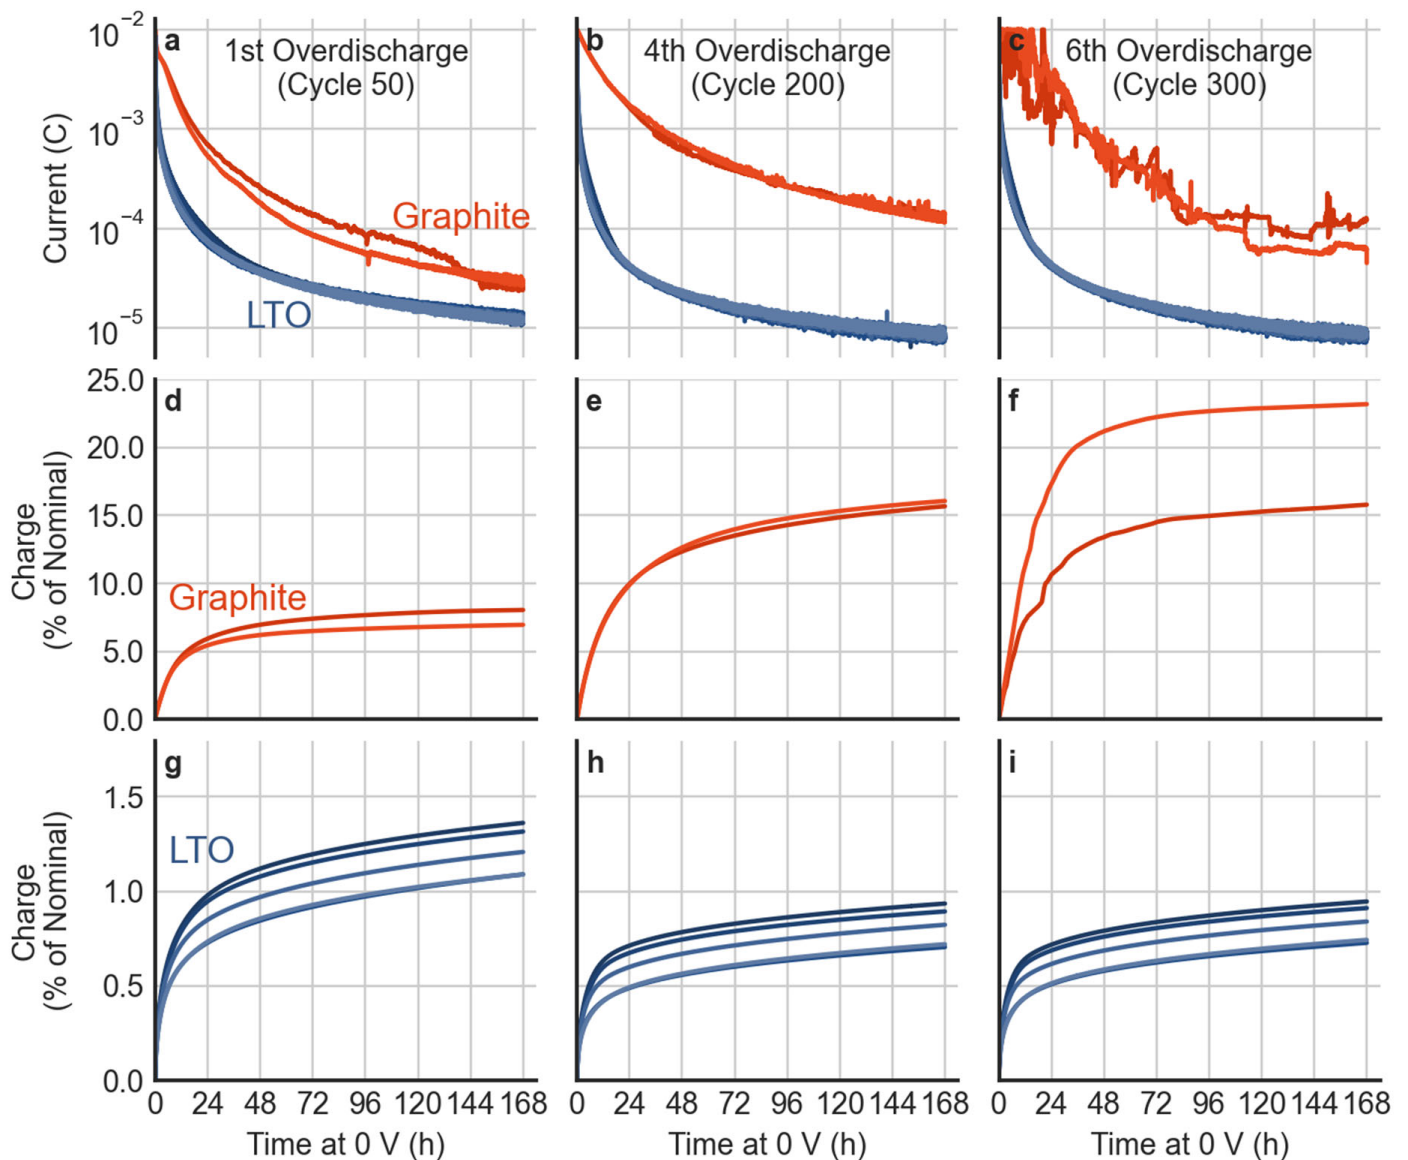 a
1st Overdischarge
(Cycle 50)
b
4th Overdischarge
(Cycle 200)
c
6th Overdischarge
(Cycle 300)
Current (C)
10⁻²
10⁻³
10⁻⁴
10⁻⁵
Graphite
LTO
d
e
f
Charge
(% of Nominal)
25.0
20.0
15.0
10.0
5.0
0.0
Graphite
g
h
i
Charge
(% of Nominal)
1.5
1.0
0.5
0.0
LTO
0 24 48 72 96 120 144 168
0 24 48 72 96 120 144 168
0 24 48 72 96 120 144 168
Time at 0 V (h)
Time at 0 V (h)
Time at 0 V (h)